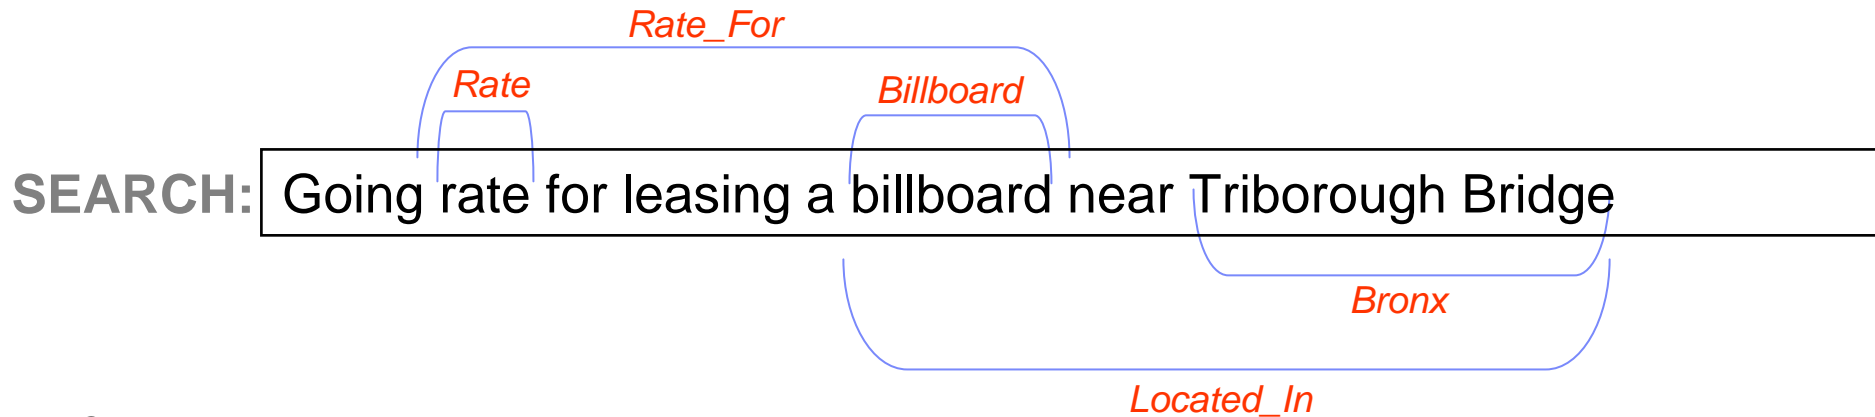 Rate_For
Rate Billboard
SEARCH: Going rate for leasing a billboard near Triborough Bridge
Bronx
Located_In